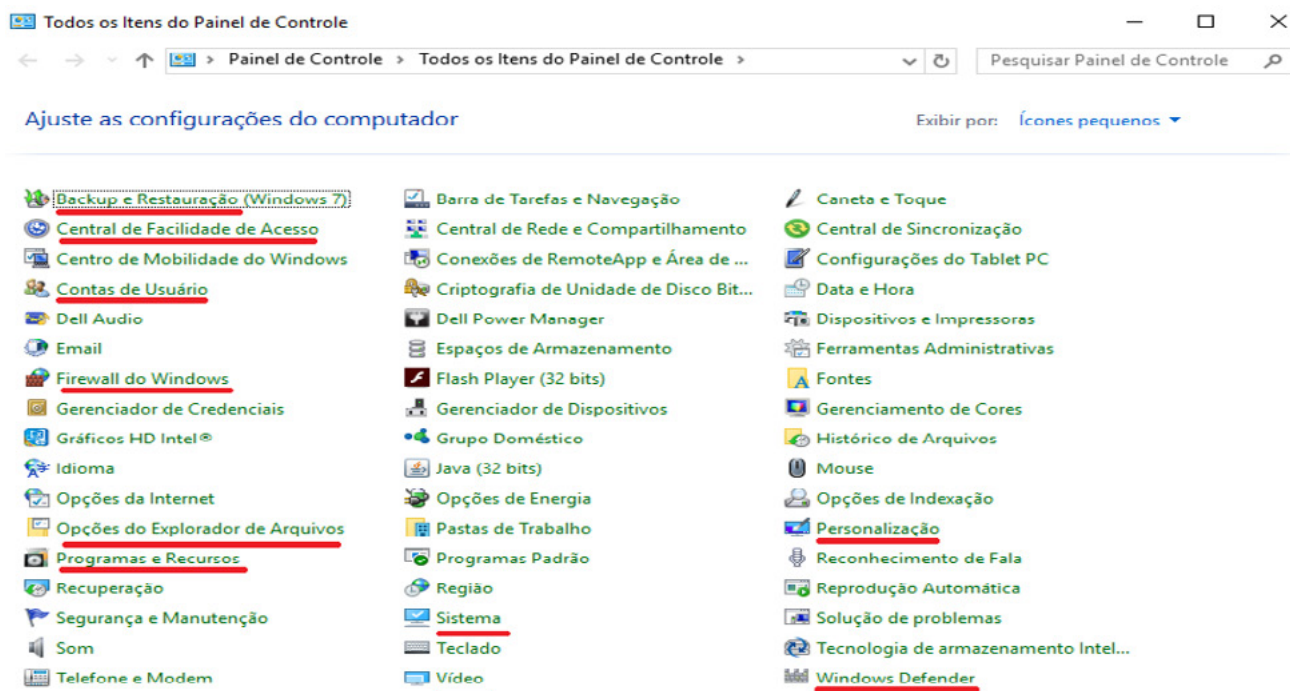 Todos os Itens do Painel de Controle
Painel de Controle > Todos os Itens do Painel de Controle >
Pesquisar Painel de Controle
Ajuste as configurações do computador
Exibir por: Ícones pequenos
Backup e Restauração (Windows 7)
Barra de Tarefas e Navegação
Caneta e Toque
Central de Facilidade de Acesso
Central de Rede e Compartilhamento
Central de Sincronização
Centro de Mobilidade do Windows
Conexões de RemoteApp e Área de ...
Configurações do Tablet PC
Contas de Usuário
Criptografia de Unidade de Disco Bit...
Data e Hora
Dell Audio
Dell Power Manager
Dispositivos e Impressoras
Email
Espaços de Armazenamento
Ferramentas Administrativas
Firewall do Windows
Flash Player (32 bits)
Fontes
Gerenciador de Credenciais
Gerenciador de Dispositivos
Gerenciamento de Cores
Gráficos HD Intel®
Grupo Doméstico
Histórico de Arquivos
Idioma
Java (32 bits)
Mouse
Opções da Internet
Opções de Energia
Opções de Indexação
Opções do Explorador de Arquivos
Pastas de Trabalho
Personalização
Programas e Recursos
Programas Padrão
Reconhecimento de Fala
Recuperação
Região
Reprodução Automática
Segurança e Manutenção
Sistema
Solução de problemas
Som
Teclado
Tecnologia de armazenamento Intel...
Telefone e Modem
Vídeo
Windows Defender